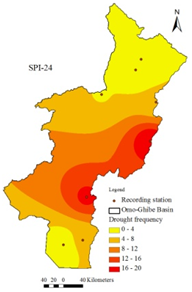 N
SPI-24
Legend
Recording station
Omo-Ghibe Basin
Drought frequency
0 - 4
4 - 8
8 - 12
12 - 16
16 - 20
40 20 0 40 Kilometers